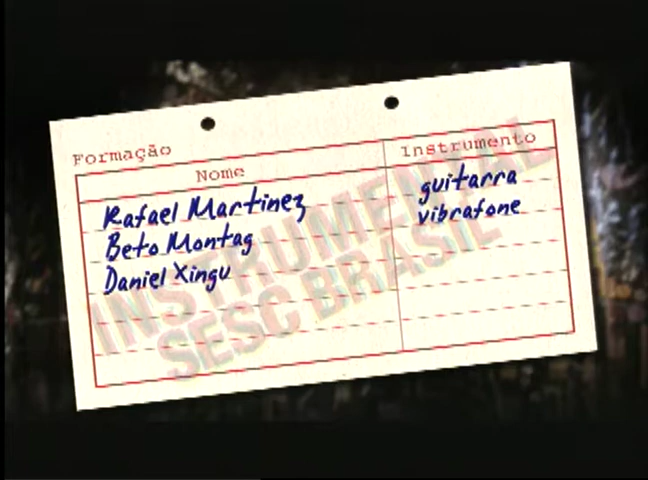 Formação
Nome
Instrumento
Rafael Martinez
guitarra
Beto Montag
vibrafone
Daniel Xingu
INSTRUMENTAL
SESC BRASIL